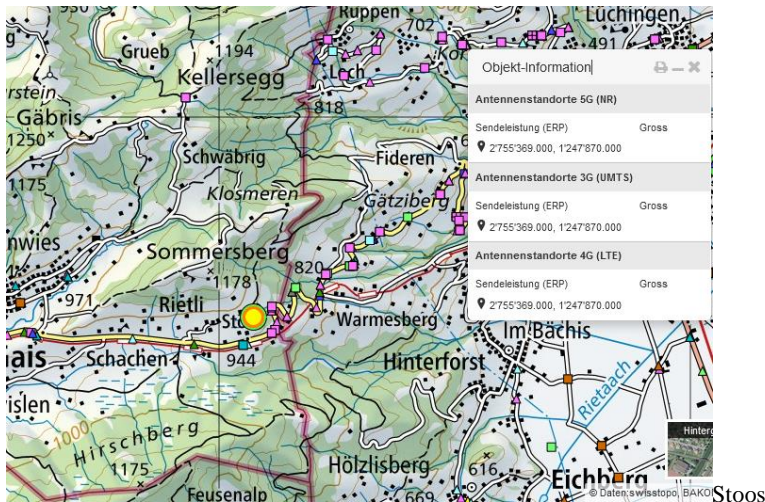 Ruppen
702
Lüchingen
Grueb
1194
491
Kellersegg
Loch
818
Gäbris
1250
Objekt-Information
Antennenstandorte 5G (NR)
Sendeleistung (ERP) Gross
2'755'369.000, 1'247'870.000
Antennenstandorte 3G (UMTS)
Sendeleistung (ERP) Gross
2'755'369.000, 1'247'870.000
Antennenstandorte 4G (LTE)
Sendeleistung (ERP) Gross
2'755'369.000, 1'247'870.000
Schwäbrig
Fideren
1175
Klosmeren
Gätziberg
nwies
Sommersberg
1178
820
971
Rietli
Warmesberg
Im Bächis
ais
Schachen
944
Hinterforst
Rietaach
islen
1000
Hirschberg
1175
Hölzlisberg
616
Hinterg
Feusenalp
669
Eichberg
© Daten:swisstopo, BAKO
Stoos